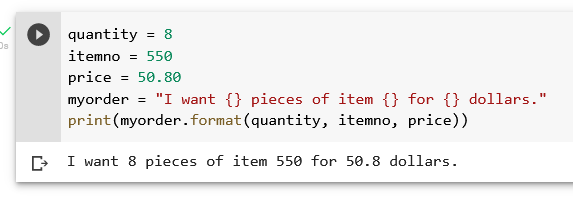 quantity = 8
itemno = 550
price = 50.80
myorder = "I want {} pieces of item {} for {} dollars."
print(myorder.format(quantity, itemno, price))
I want 8 pieces of item 550 for 50.8 dollars.